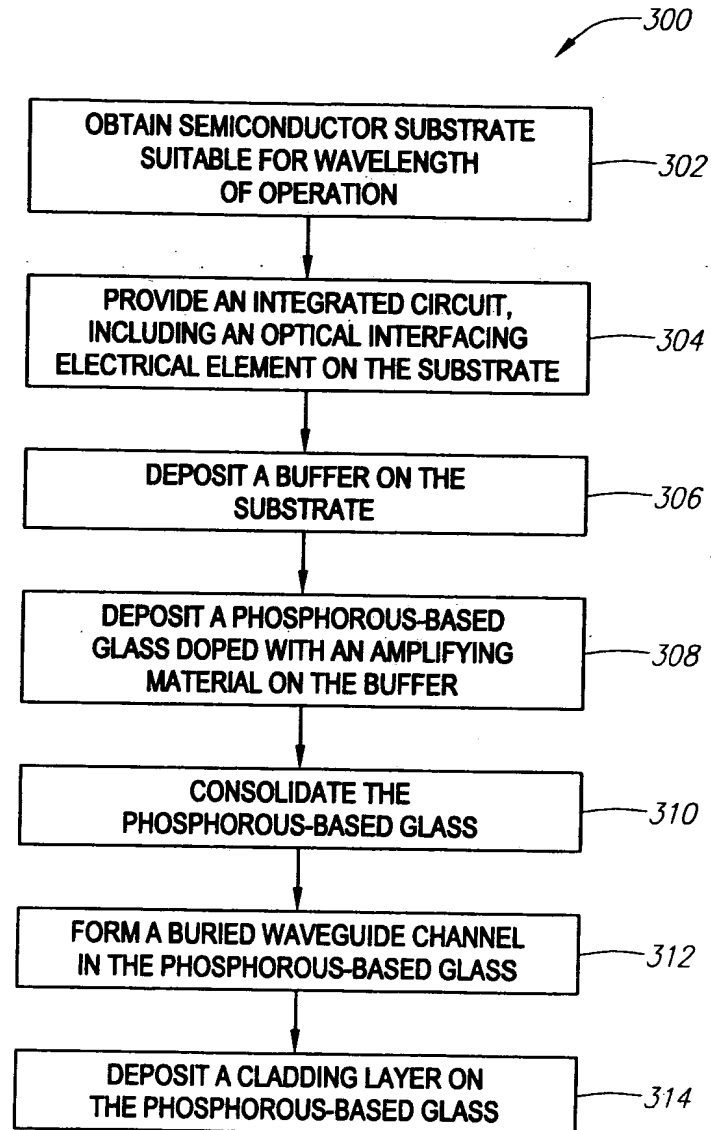 300
OBTAIN SEMICONDUCTOR SUBSTRATE
SUITABLE FOR WAVELENGTH
OF OPERATION
302
PROVIDE AN INTEGRATED CIRCUIT,
INCLUDING AN OPTICAL INTERFACING
ELECTRICAL ELEMENT ON THE SUBSTRATE
304
DEPOSIT A BUFFER ON THE
SUBSTRATE
306
DEPOSIT A PHOSPHOROUS-BASED
GLASS DOPED WITH AN AMPLIFYING
MATERIAL ON THE BUFFER
308
CONSOLIDATE THE
PHOSPHOROUS-BASED GLASS
310
FORM A BURIED WAVEGUIDE CHANNEL
IN THE PHOSPHOROUS-BASED GLASS
312
DEPOSIT A CLADDING LAYER ON
THE PHOSPHOROUS-BASED GLASS
314